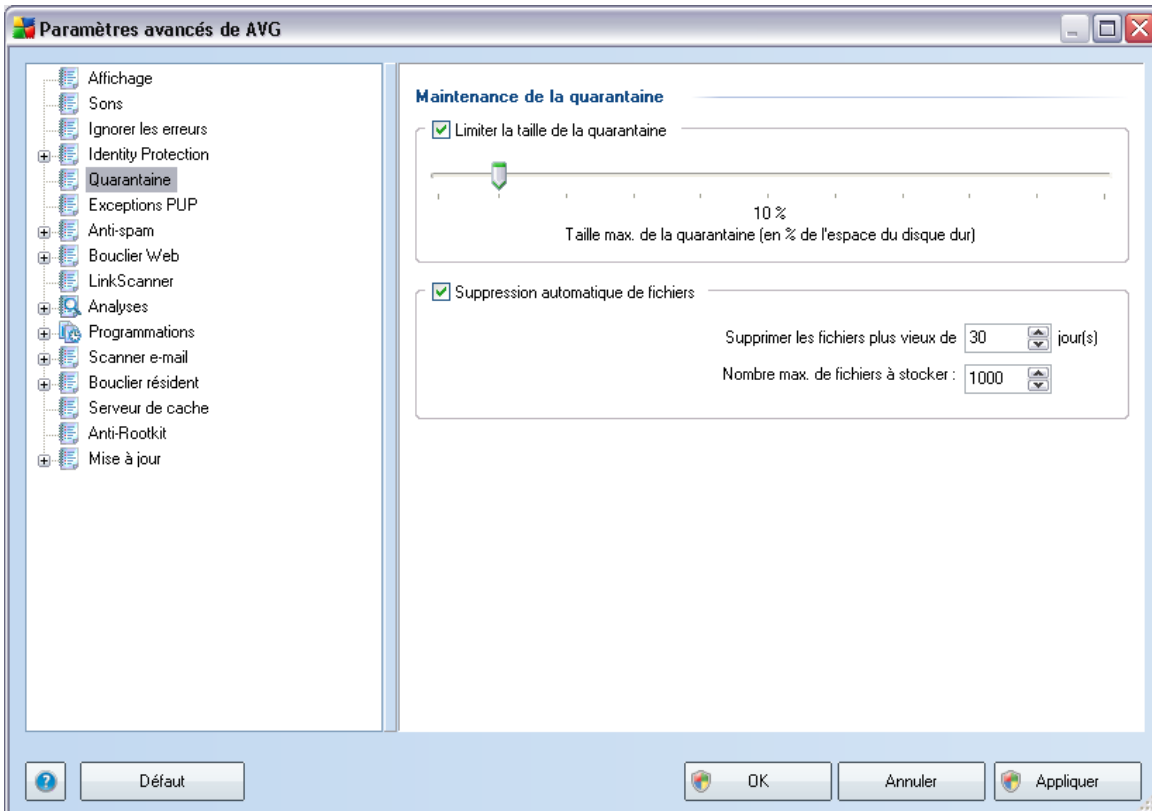 Paramètres avancés de AVG
Affichage
Sons
Ignorer les erreurs
Identity Protection
Quarantaine
Exceptions PUP
Anti-spam
Bouclier Web
LinkScanner
Analyses
Programmations
Scanner e-mail
Bouclier résident
Serveur de cache
Anti-Rootkit
Mise à jour
Maintenance de la quarantaine
Limiter la taille de la quarantaine
10 %
Taille max. de la quarantaine (en % de l'espace du disque dur)
Suppression automatique de fichiers
Supprimer les fichiers plus vieux de 30 jour(s)
Nombre max. de fichiers à stocker : 1000
? Défaut OK Annuler Appliquer